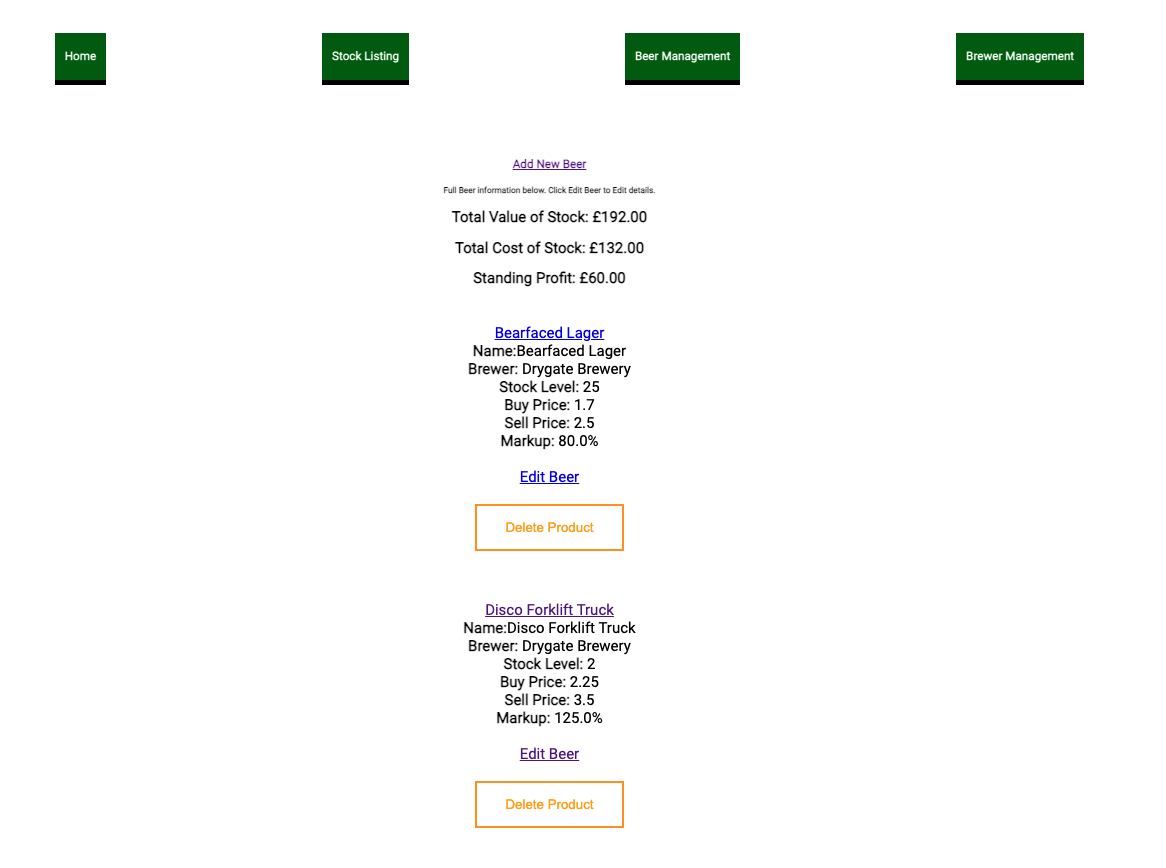 Home
Stock Listing
Beer Management
Brewer Management
Add New Beer
Full Beer information below. Click Edit Beer to Edit details.
Total Value of Stock: £192.00
Total Cost of Stock: £132.00
Standing Profit: £60.00
Bearfaced Lager
Name:Bearfaced Lager
Brewer: Drygate Brewery
Stock Level: 25
Buy Price: 1.7
Sell Price: 2.5
Markup: 80.0%
Edit Beer
Delete Product
Disco Forklift Truck
Name:Disco Forklift Truck
Brewer: Drygate Brewery
Stock Level: 2
Buy Price: 2.25
Sell Price: 3.5
Markup: 125.0%
Edit Beer
Delete Product